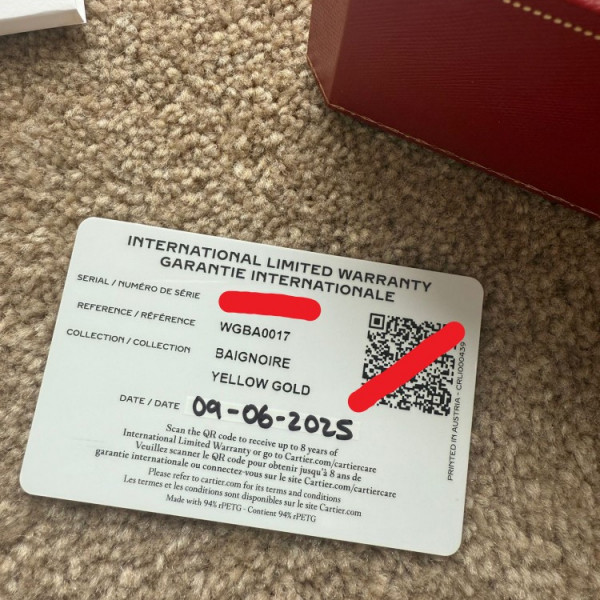 INTERNATIONAL LIMITED WARRANTY
GARANTIE INTERNATIONALE
SERIAL / NUMÉRO DE SÉRIE
REFERENCE / RÉFÉRENCE WGBA0017
COLLECTION / COLLECTION BAIGNOIRE
YELLOW GOLD
DATE / DATE 09-06-2025
Scan the QR code to receive up to 8 years of
International Limited Warranty or go to Cartier.com/cartiercare
Veuillez scanner le QR code pour obtenir jusqu'à 8 ans de
garantie internationale ou connectez-vous sur le site Cartier.com/cartiercare
Please refer to cartier.com for its terms and conditions
Les termes et les conditions sont disponibles sur le site Cartier.com
Made with 94% rPETG - Contient 94% rPETG
PRINTED IN AUSTRIA - CRLI000439